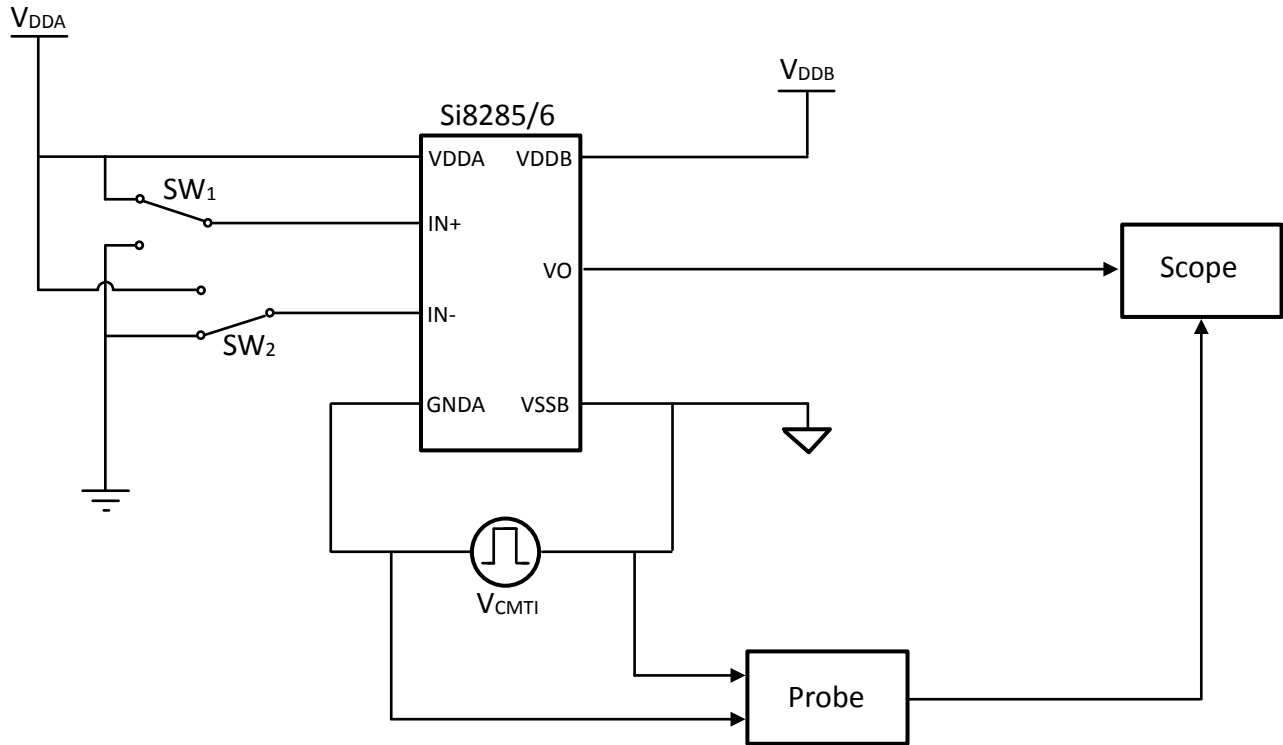 VDDA
VDDB
Si8285/6
VDDA VDDB
SW1
IN+
VO
Scope
IN-
SW2
GNDA VSSB
VCMTI
Probe